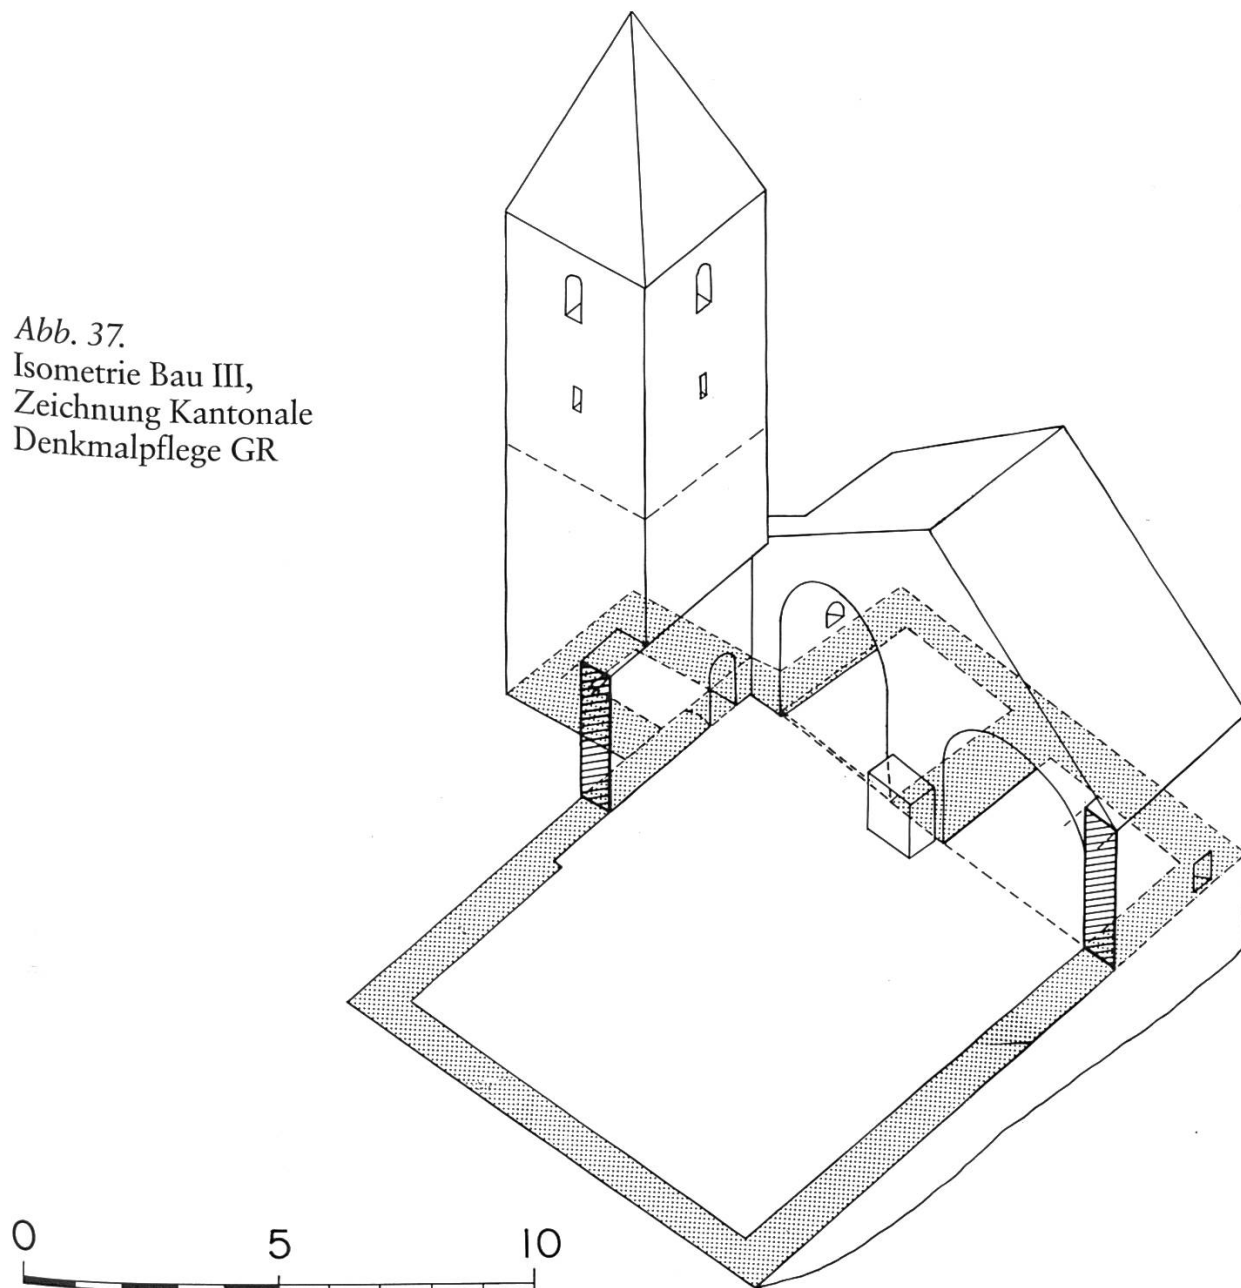 Abb. 37.
Isometrie Bau III,
Zeichnung Kantonale
Denkmalpflege GR
0 5 10